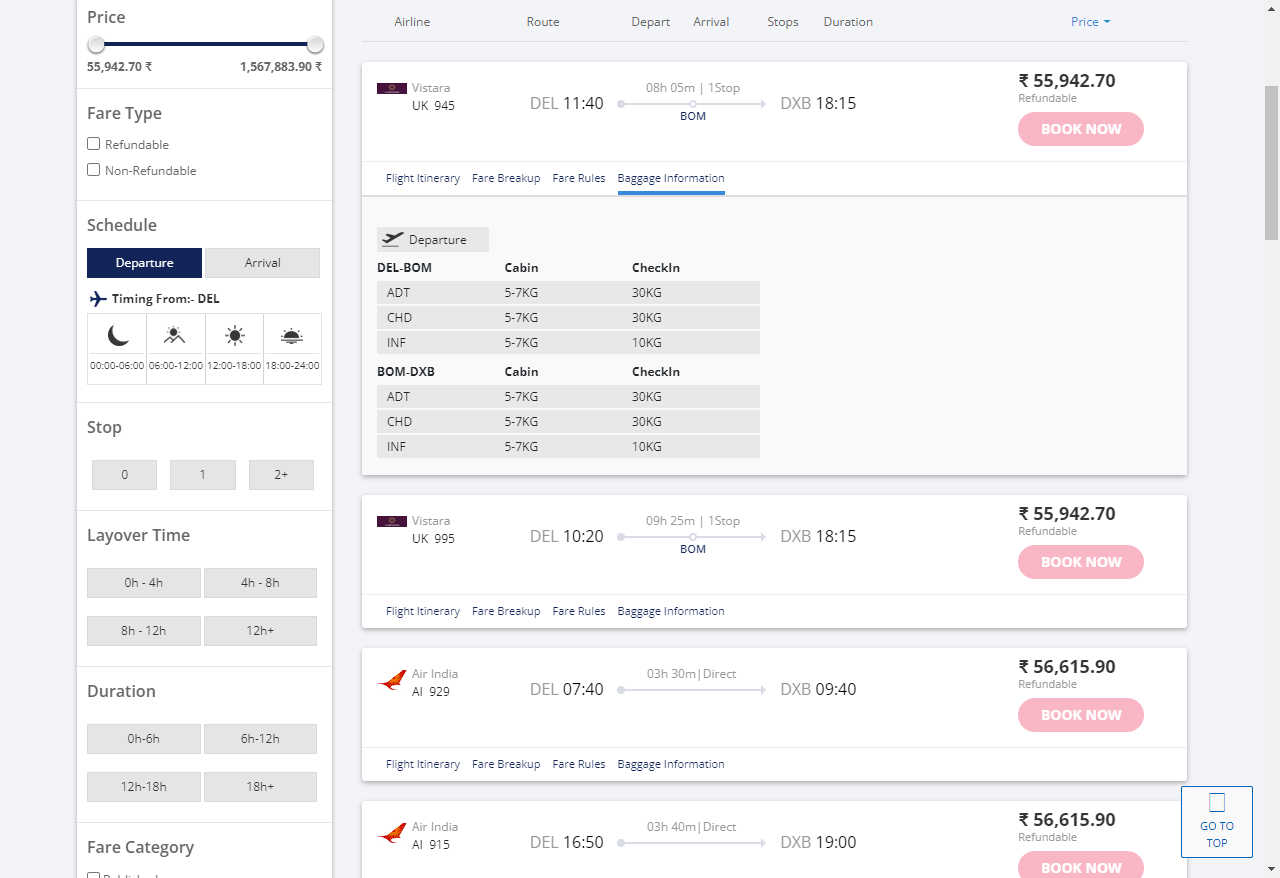 Price
55,942.70 ₹ 1,567,883.90 ₹
Fare Type
Refundable
Non-Refundable
Schedule
Departure Arrival
Timing From:- DEL
00:00-06:00 06:00-12:00 12:00-18:00 18:00-24:00
Stop
0 1 2+
Layover Time
0h - 4h 4h - 8h
8h - 12h 12h+
Duration
0h-6h 6h-12h
12h-18h 18h+
Fare Category
Airline Route Depart Arrival Stops Duration Price
Vistara
UK 945
DEL 11:40
08h 05m | 1Stop
BOM
DXB 18:15
₹ 55,942.70
Refundable
BOOK NOW
Flight Itinerary Fare Breakup Fare Rules Baggage Information
Departure
DEL-BOM Cabin CheckIn
ADT 5-7KG 30KG
CHD 5-7KG 30KG
INF 5-7KG 10KG
BOM-DXB Cabin CheckIn
ADT 5-7KG 30KG
CHD 5-7KG 30KG
INF 5-7KG 10KG
Vistara
UK 995
DEL 10:20
09h 25m | 1Stop
BOM
DXB 18:15
₹ 55,942.70
Refundable
BOOK NOW
Flight Itinerary Fare Breakup Fare Rules Baggage Information
Air India
AI 929
DEL 07:40
03h 30m|Direct
DXB 09:40
₹ 56,615.90
Refundable
BOOK NOW
Flight Itinerary Fare Breakup Fare Rules Baggage Information
Air India
AI 915
DEL 16:50
03h 40m|Direct
DXB 19:00
₹ 56,615.90
Refundable
BOOK NOW
GO TO
TOP